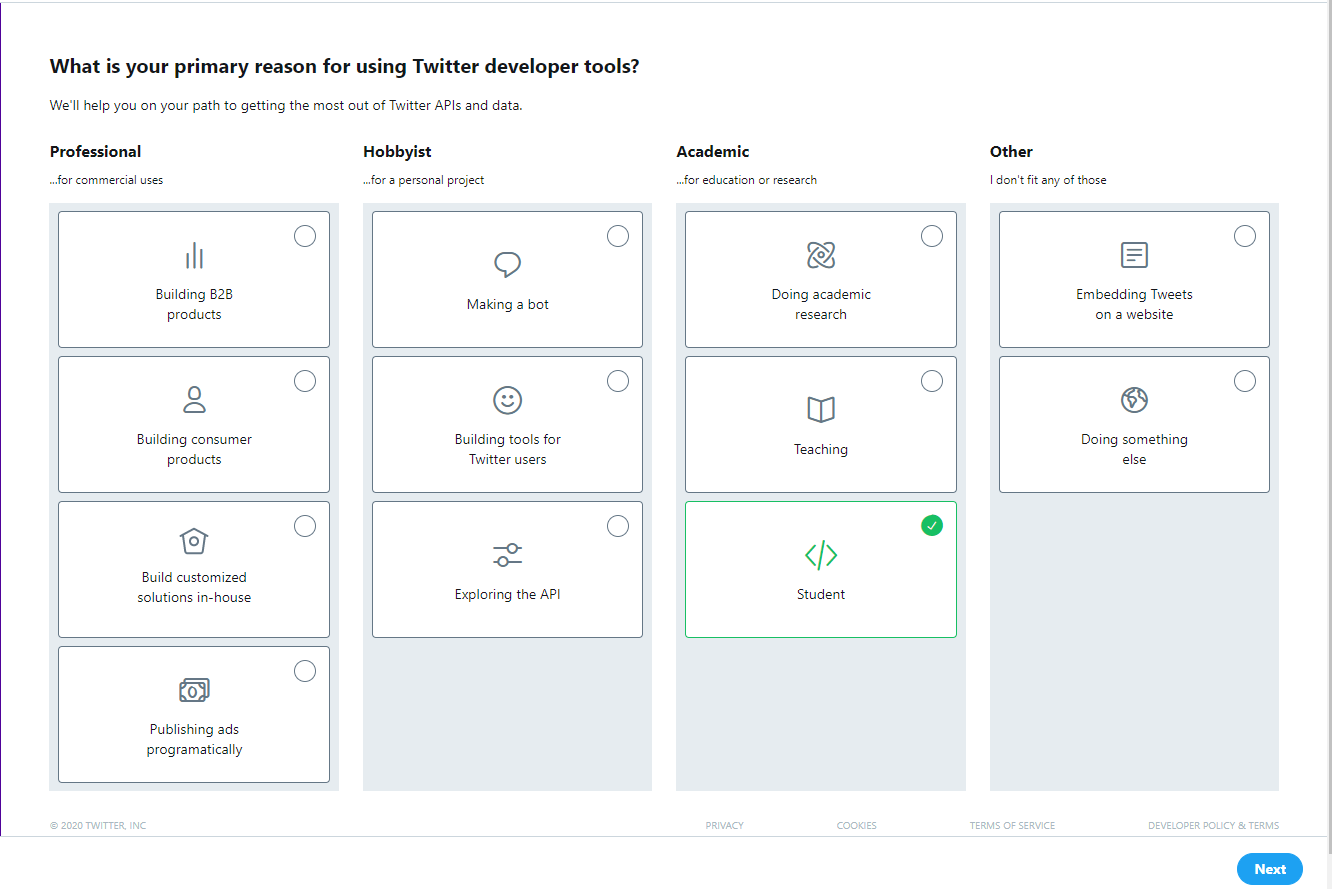 What is your primary reason for using Twitter developer tools?
We'll help you on your path to getting the most out of Twitter APIs and data.
Professional
...for commercial uses
Building B2B
products
Building consumer
products
Build customized
solutions in-house
Publishing ads
programatically
Hobbyist
...for a personal project
Making a bot
Building tools for
Twitter users
Exploring the API
Academic
...for education or research
Doing academic
research
Teaching
Student
Other
I don't fit any of those
Embedding Tweets
on a website
Doing something
else
© 2020 TWITTER, INC
PRIVACY
COOKIES
TERMS OF SERVICE
DEVELOPER POLICY & TERMS
Next